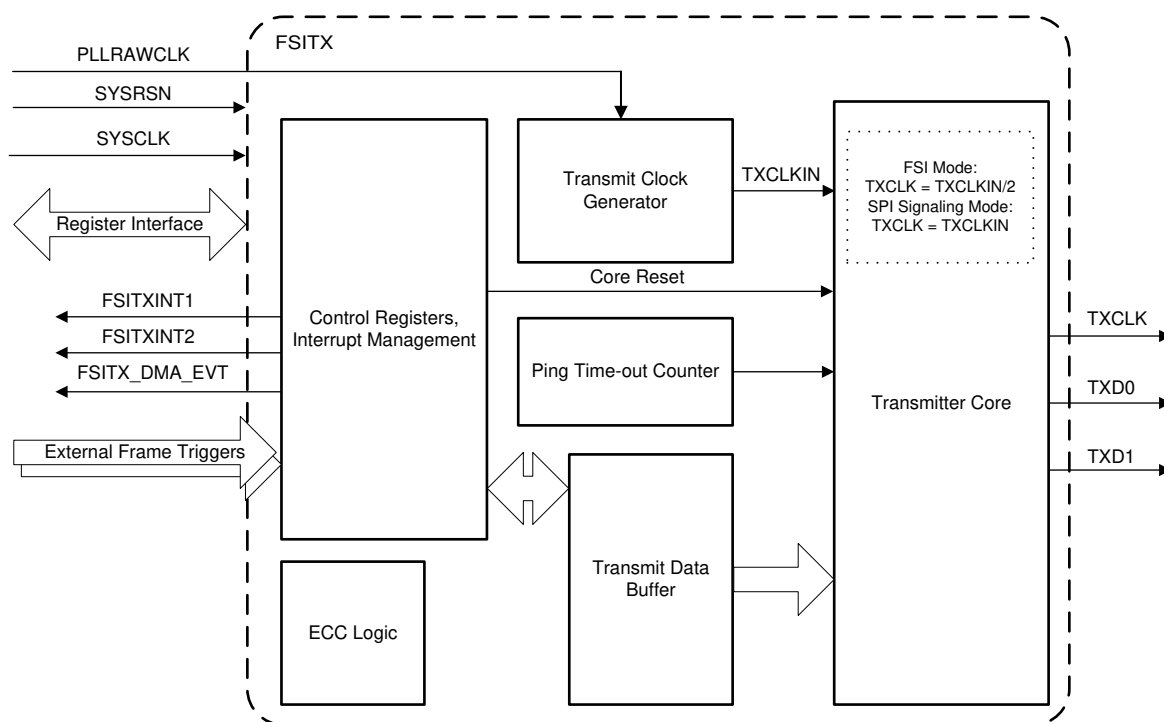 FSITX
PLLRAWCLK
SYSRSN
SYSCLK
Register Interface
FSITXINT1
FSITXINT2
FSITX_DMA_EVT
External Frame Triggers
Control Registers,
Interrupt Management
ECC Logic
Transmit Clock
Generator
TXCLKIN
Core Reset
Ping Time-out Counter
Transmit Data
Buffer
FSI Mode:
TXCLK = TXCLKIN/2
SPI Signaling Mode:
TXCLK = TXCLKIN
Transmitter Core
TXCLK
TXD0
TXD1